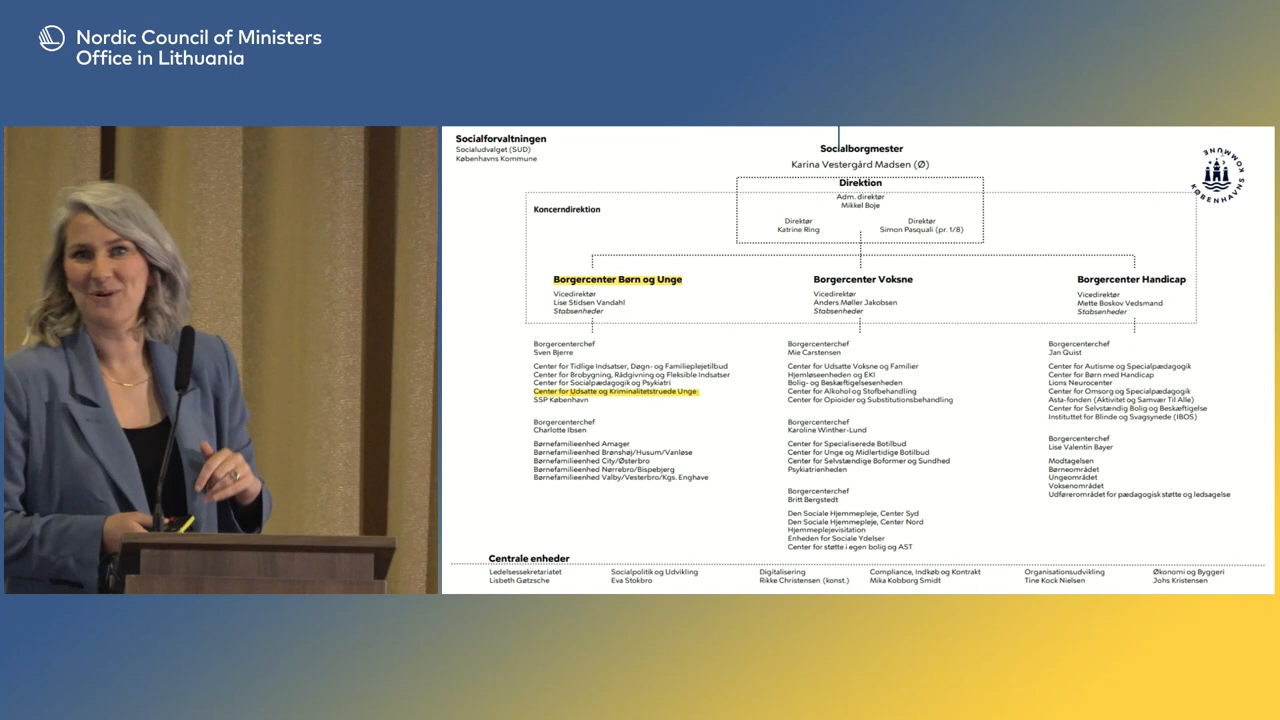 Nordic Council of Ministers
Office in Lithuania
Socialforvaltningen
Socialudvalget (SUD)
Københavns Kommune
Socialborgmester
Karina Vestergård Madsen (Ø)
KØBENHAVNS KOMMUNE
Direktion
Adm. direktør
Mikkel Boje
Direktør
Katrine Ring
Direktør
Simon Pasquali (pr. 1/8)
Koncerndirektion
Borgercenter Børn og Unge
Vicedirektør
Lise Stidsen Vandahl
Stabsenheder
Borgercenter Voksne
Vicedirektør
Anders Møller Jakobsen
Stabsenheder
Borgercenter Handicap
Vicedirektør
Mette Boskov Vedsmand
Stabsenheder
Borgercenterchef
Sven Bjerre
Center for Tidlige Indsatser, Døgn- og Familieplejetilbud
Center for Brobygning, Rådgivning og Fleksible Indsatser
Center for Socialpædagogik og Psykiatri
Center for Udsatte og Kriminalitetstruede Unge
SSP København
Borgercenterchef
Charlotte Ibsen
Børnefamilieenhed Amager
Børnefamilieenhed Brønshøj/Husum/Vanløse
Børnefamilieenhed City/Østerbro
Børnefamilieenhed Nørrebro/Bispebjerg
Børnefamilieenhed Valby/Vesterbro/Kgs. Enghave
Borgercenterchef
Mie Carstensen
Center for Udsatte Voksne og Familier
Hjemløseenheden og EKI
Bolig- og Beskæftigelsesenheden
Center for Alkohol og Stofbehandling
Center for Opioider og Substitutionsbehandling
Borgercenterchef
Karoline Winther-Lund
Center for Specialiserede Botilbud
Center for Unge og Midlertidige Botilbud
Center for Selvstændige Boformer og Sundhed
Psykiatrienheden
Borgercenterchef
Britt Bergstedt
Den Sociale Hjemmepleje, Center Syd
Den Sociale Hjemmepleje, Center Nord
Hjemmeplejevisitation
Enheden for Sociale Ydelser
Center for støtte i egen bolig og AST
Borgercenterchef
Jan Quist
Center for Autisme og Specialpædagogik
Center for Børn med Handicap
Lions Neurocenter
Center for Omsorg og Specialpædagogik
Asta-fonden (Aktivitet og Samvær Til Alle)
Center for Selvstændig Bolig og Beskæftigelse
Instituttet for Blinde og Svagsynede (IBOS)
Borgercenterchef
Lise Valentin Bayer
Modtagelsen
Børneområdet
Ungeområdet
Voksenområdet
Udførerområdet for pædagogisk støtte og ledsagelse
Centrale enheder
Ledelsessekretariatet
Lisbeth Gøtzsche
Socialpolitik og Udvikling
Eva Stokbro
Digitalisering
Rikke Christensen (konst.)
Compliance, Indkøb og Kontrakt
Mika Kobborg Smidt
Organisationsudvikling
Tine Kock Nielsen
Økonomi og Byggeri
Johs Kristensen